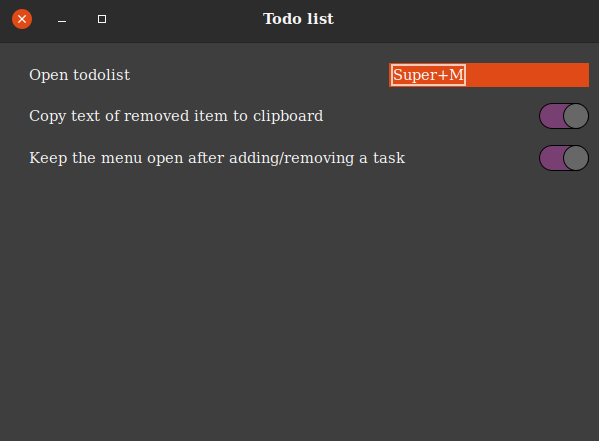 Todo list
Open todolist Super+M
Copy text of removed item to clipboard
Keep the menu open after adding/removing a task